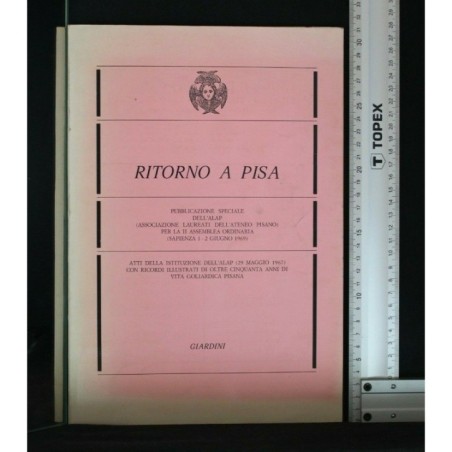 RITORNO A PISA
PUBBLICAZIONE SPECIALE
DELL'ALAP
(ASSOCIAZIONE LAUREATI DELL'ATENEO PISANO)
PER LA II ASSEMBLEA ORDINARIA
(SAPIENZA 1 - 2 GIUGNO 1969)
ATTI DELLA ISTITUZIONE DELL'ALAP (29 MAGGIO 1967)
CON RICORDI ILLUSTRATI DI OLTRE CINQUANTA ANNI DI
VITA GOLIARDICA PISANA
GIARDINI
TOPEX